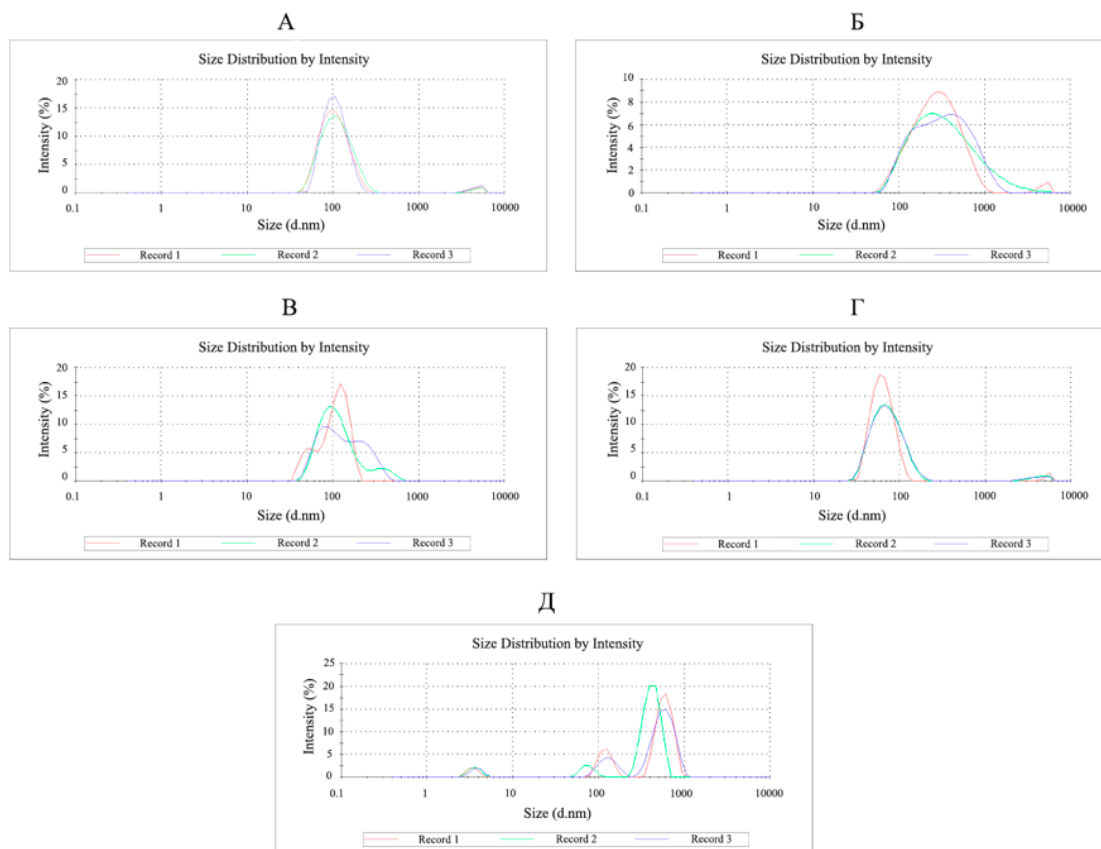 А
Size Distribution by Intensity
Intensity (%)
20
15
10
5
0
0.1 1 10 100 1000 10000
Size (d.nm)
Record 1 Record 2 Record 3
Б
Size Distribution by Intensity
Intensity (%)
10
8
6
4
2
0
0.1 1 10 100 1000 10000
Size (d.nm)
Record 1 Record 2 Record 3
В
Size Distribution by Intensity
Intensity (%)
20
15
10
5
0
0.1 1 10 100 1000 10000
Size (d.nm)
Record 1 Record 2 Record 3
Г
Size Distribution by Intensity
Intensity (%)
20
15
10
5
0
0.1 1 10 100 1000 10000
Size (d.nm)
Record 1 Record 2 Record 3
Д
Size Distribution by Intensity
Intensity (%)
25
20
15
10
5
0
0.1 1 10 100 1000 10000
Size (d.nm)
Record 1 Record 2 Record 3